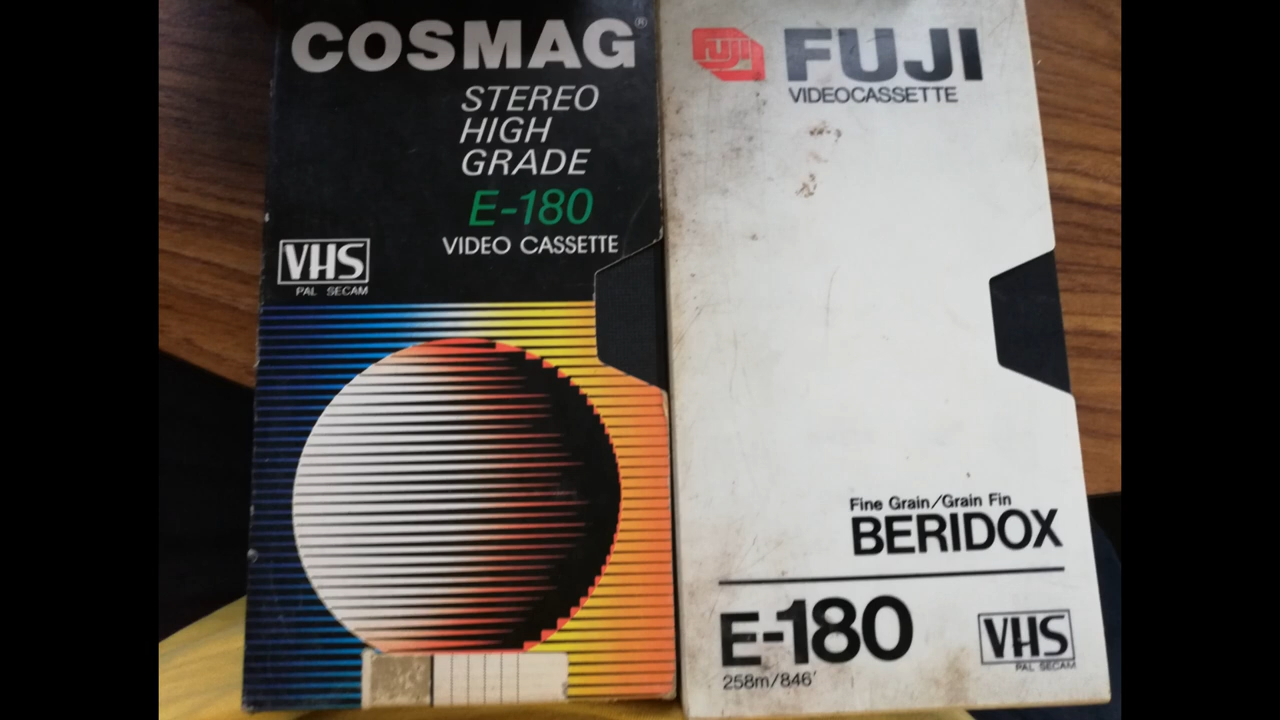 COSMAG®
STEREO
HIGH
GRADE
E-180
VIDEO CASSETTE
VHS
PAL SECAM
FUJI
FUJI
VIDEOCASSETTE
Fine Grain/Grain Fin
BERIDOX
E-180
258m/846'
VHS
PAL SECAM